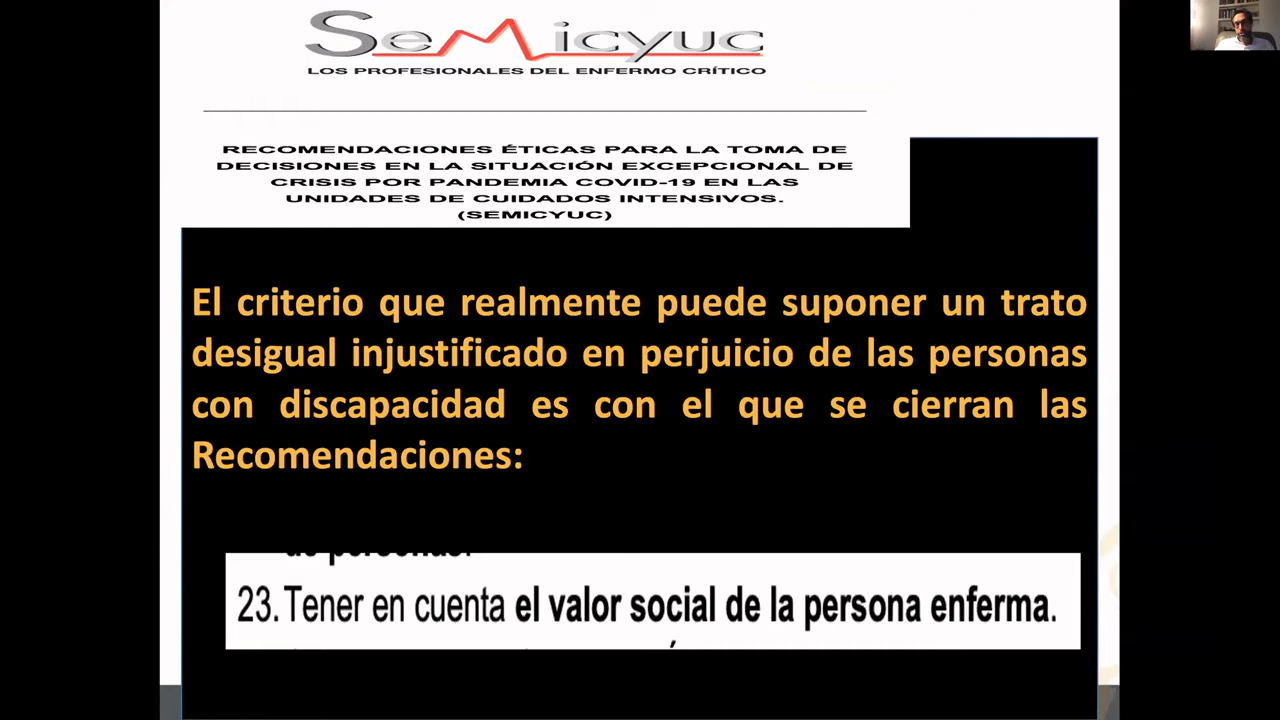 Semicyuc
LOS PROFESIONALES DEL ENFERMO CRÍTICO
RECOMENDACIONES ÉTICAS PARA LA TOMA DE
DECISIONES EN LA SITUACIÓN EXCEPCIONAL DE
CRISIS POR PANDEMIA COVID-19 EN LAS
UNIDADES DE CUIDADOS INTENSIVOS.
(SEMICYUC)
El criterio que realmente puede suponer un trato
desigual injustificado en perjuicio de las personas
con discapacidad es con el que se cierran las
Recomendaciones:
de personas.
23. Tener en cuenta el valor social de la persona enferma.